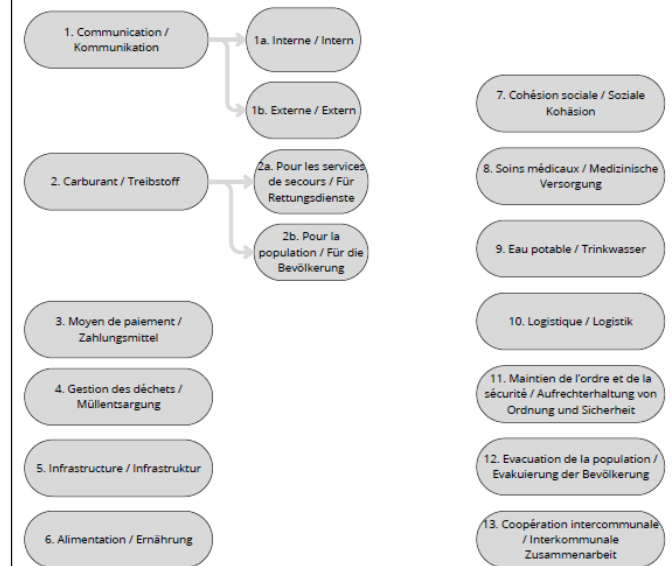 1. Communication /
Kommunikation
1a. Interne / Intern
1b. Externe / Extern
2. Carburant / Treibstoff
2a. Pour les services
de secours / Für
Rettungsdienste
2b. Pour la
population / Für die
Bevölkerung
3. Moyen de paiement /
Zahlungsmittel
4. Gestion des déchets /
Müllentsargung
5. Infrastructure / Infrastruktur
6. Alimentation / Ernährung
7. Cohésion sociale / Soziale
Kohäsion
8. Soins médicaux / Medizinische
Versorgung
9. Eau potable / Trinkwasser
10. Logistique / Logistik
11. Maintien de l'ordre et de la
sécurité / Aufrechterhaltung von
Ordnung und Sicherheit
12. Evacuation de la population /
Evakuierung der Bevölkerung
13. Coopération intercommunale
/ Interkommunale
Zusammenarbeit